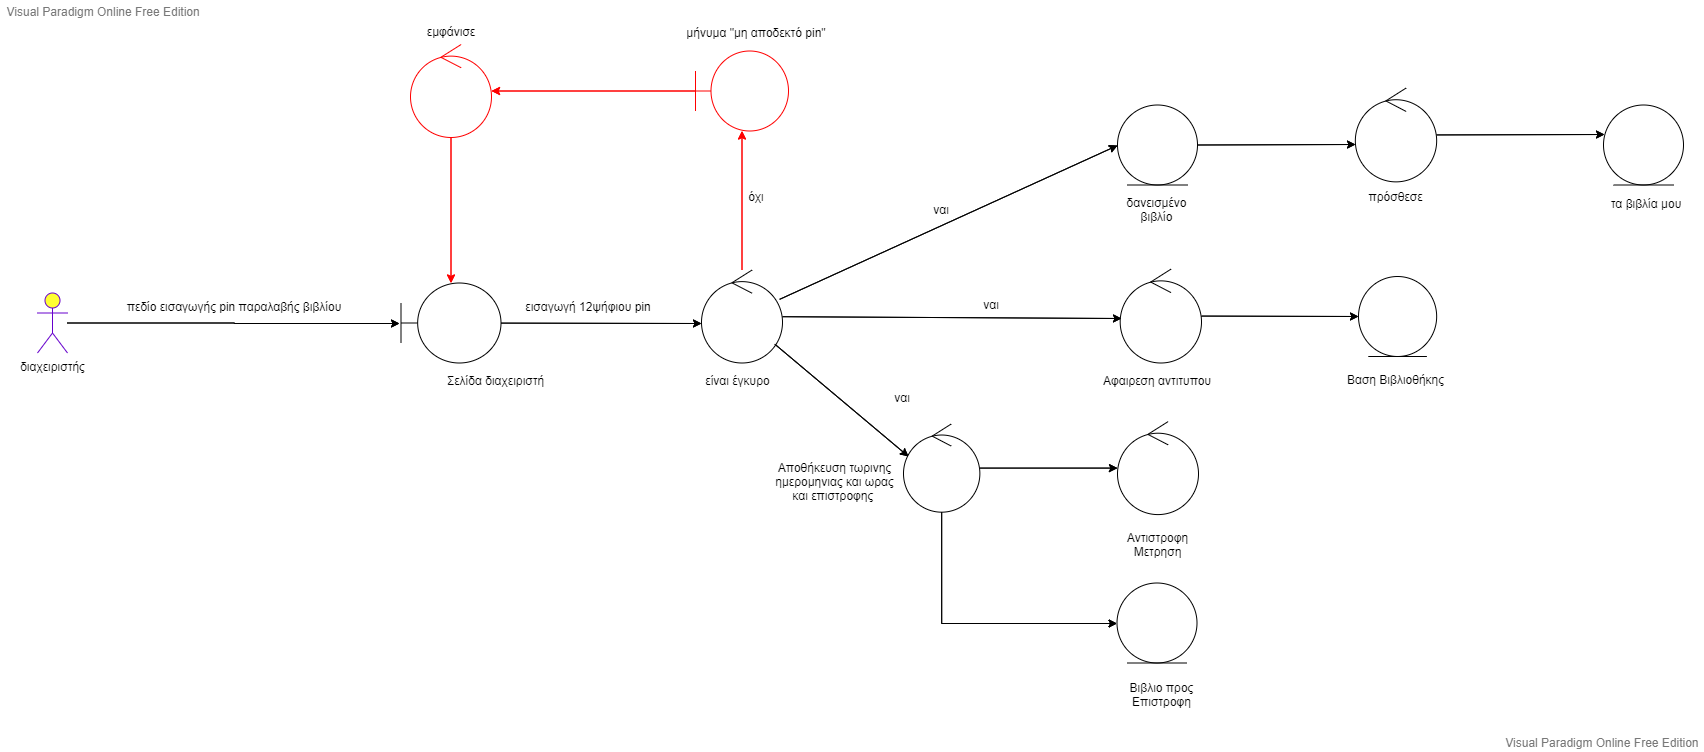 Visual Paradigm Online Free Edition
εμφάνισε
μήνυμα "μη αποδεκτό pin"
όχι
ναι
δανεισμένο
βιβλίο
πρόσθεσε
τα βιβλία μου
πεδίο εισαγωγής pin παραλαβής βιβλίου
εισαγωγή 12ψήφιου pin
ναι
διαχειριστής
Σελίδα διαχειριστή
είναι έγκυρο
Αφαιρεση αντιτυπου
Βαση Βιβλιοθήκης
ναι
Αποθήκευση τωρινης
ημερομηνιας και ωρας
και επιστροφης
Αντιστροφη
Μετρηση
Βιβλιο προς
Επιστροφη
Visual Paradigm Online Free Edition